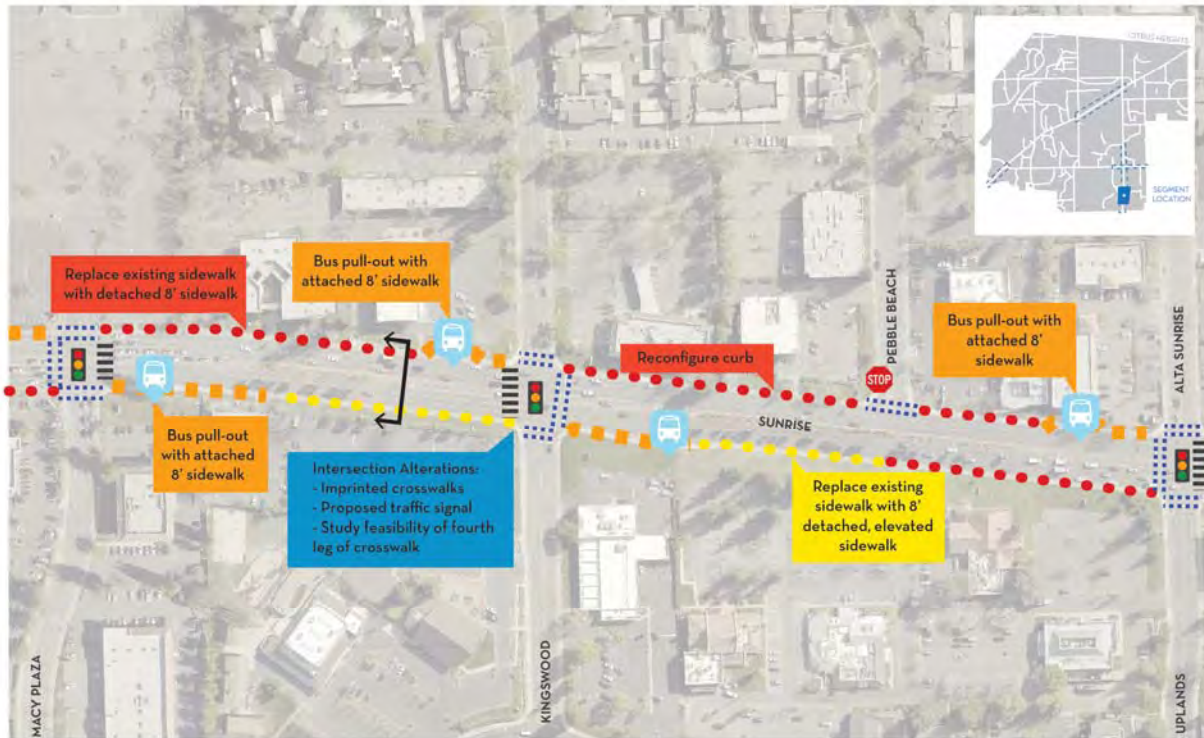 CITRUS HEIGHTS
SEGMENT
LOCATION
Replace existing sidewalk
with detached 8' sidewalk
Bus pull-out with
attached 8' sidewalk
PEBBLE BEACH
Bus pull-out with
attached 8'
sidewalk
ALTA SUNRISE
Reconfigure curb
STOP
SUNRISE
Bus pull-out
with attached
8' sidewalk
Intersection Alterations:
- Imprinted crosswalks
- Proposed traffic signal
- Study feasibility of fourth
leg of crosswalk
Replace existing
sidewalk with 8'
detached, elevated
sidewalk
MACY PLAZA
KINGSWOOD
UPLANDS